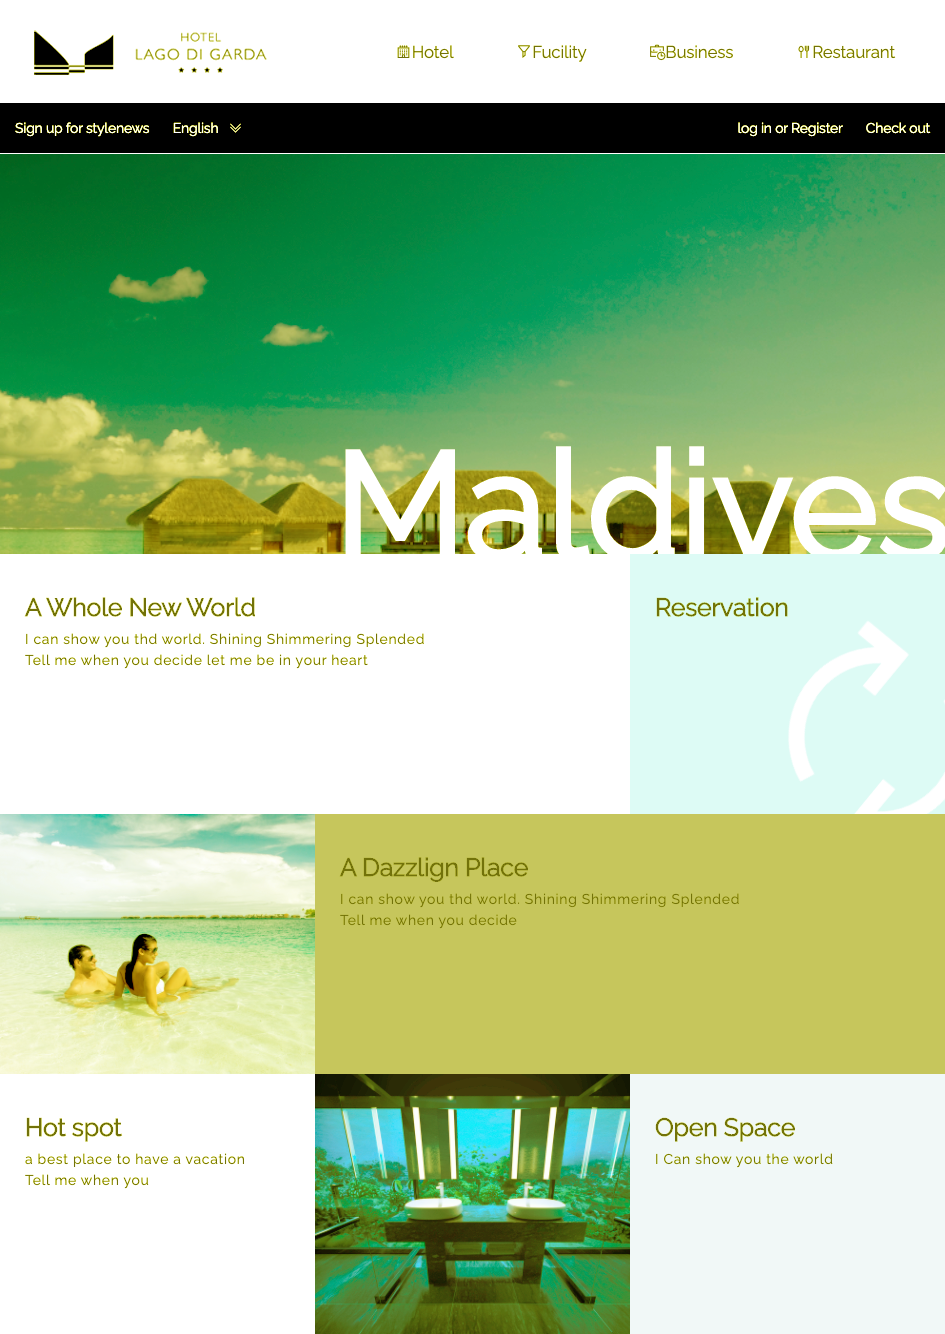 HOTEL
LAGO DI GARDA
Hotel
Fucility
Business
Restaurant
Sign up for stylenews
English
log in or Register
Check out
Maldives
A Whole New World
I can show you thd world. Shining Shimmering Splended
Tell me when you decide let me be in your heart
Reservation
A Dazzlign Place
I can show you thd world. Shining Shimmering Splended
Tell me when you decide
Hot spot
a best place to have a vacation
Tell me when you
Open Space
I Can show you the world